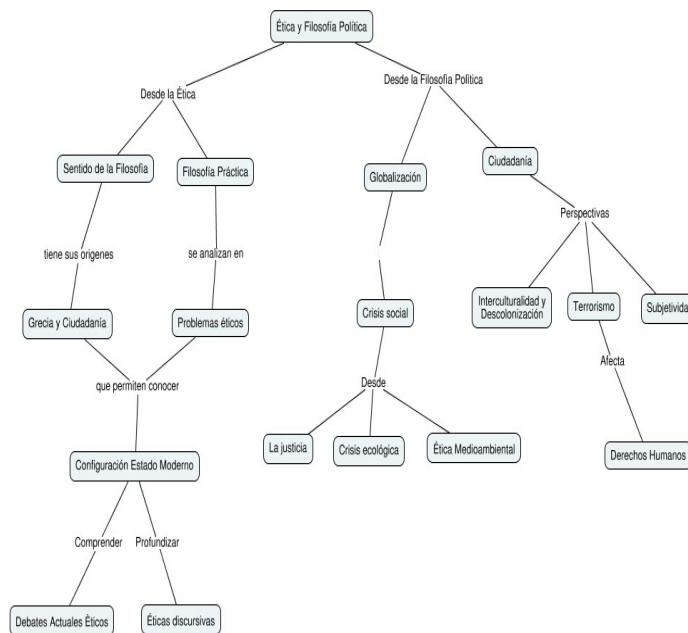 Ética y Filosofía Política
Desde la Ética
Desde la Filosofía Política
Sentido de la Filosofía
Filosofía Práctica
Globalización
Ciudadanía
Perspectivas
tiene sus origenes
se analizan en
Interculturalidad y
Descolonización
Terrorismo
Subjetivida
Grecia y Ciudadanía
Problemas éticos
Crisis social
Afecta
que permiten conocer
Desde
La justicia
Crisis ecológica
Ética Medioambiental
Derechos Humanos
Configuración Estado Moderno
Comprender
Profundizar
Debates Actuales Éticos
Éticas discursivas